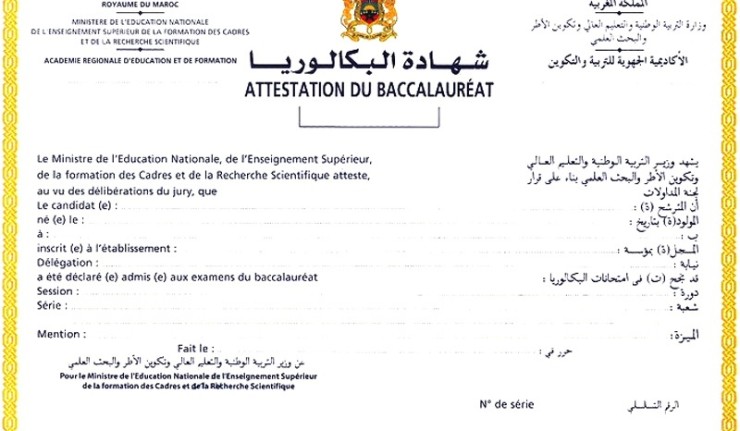 ROYAUME DU MAROC
MINISTERE DE L'EDUCATION NATIONALE
DE L'ENSEIGNEMENT SUPERIEUR DE LA FORMATION DES CADRES
ET DE LA RECHERCHE SCIENTIFIQUE
ACADEMIE REGIONALE D'EDUCATION ET DE FORMATION
المملكة المغربية
وزارة التربية الوطنية والتعليم العالي وتكوين الأطر
والبحث العلمي
الأكاديمية الجهوية للتربية والتكوين
شهادة البكالوريا
ATTESTATION DU BACCALAURÉAT
Le Ministre de l'Education Nationale, de l'Enseignement Supérieur,
de la formation des Cadres et de la Recherche Scientifique atteste,
au vu des délibérations du jury, que
Le candidat (e) :
né (e) le :
à :
inscrit (e) à l'établissement :
Délégation :
a été déclaré (e) admis (e) aux examens du baccalauréat
Session :
Série :
Mention :
يشهد وزير التربية الوطنية والتعليم العالي
وتكوين الأطر والبحث العلمي بناء على قرار
لجنة المداولات
أن المترشح (ة) :
المولود(ة) بتاريخ :
ب :
المسجل(ة) بمؤسسة :
نيابة :
قد نجح (ت) في امتحانات البكالوريا :
دورة :
شعبة :
الميزة :
Fait le :
حرر في :
عن وزير التربية الوطنية والتعليم العالي وتكوين الأطر والبحث العلمي
Pour le Ministre de l'Education Nationale de l'Enseignement Supérieur
de la formation des Cadres et de la Recherche Scientifique
N° de série
الرقم التسلسلي